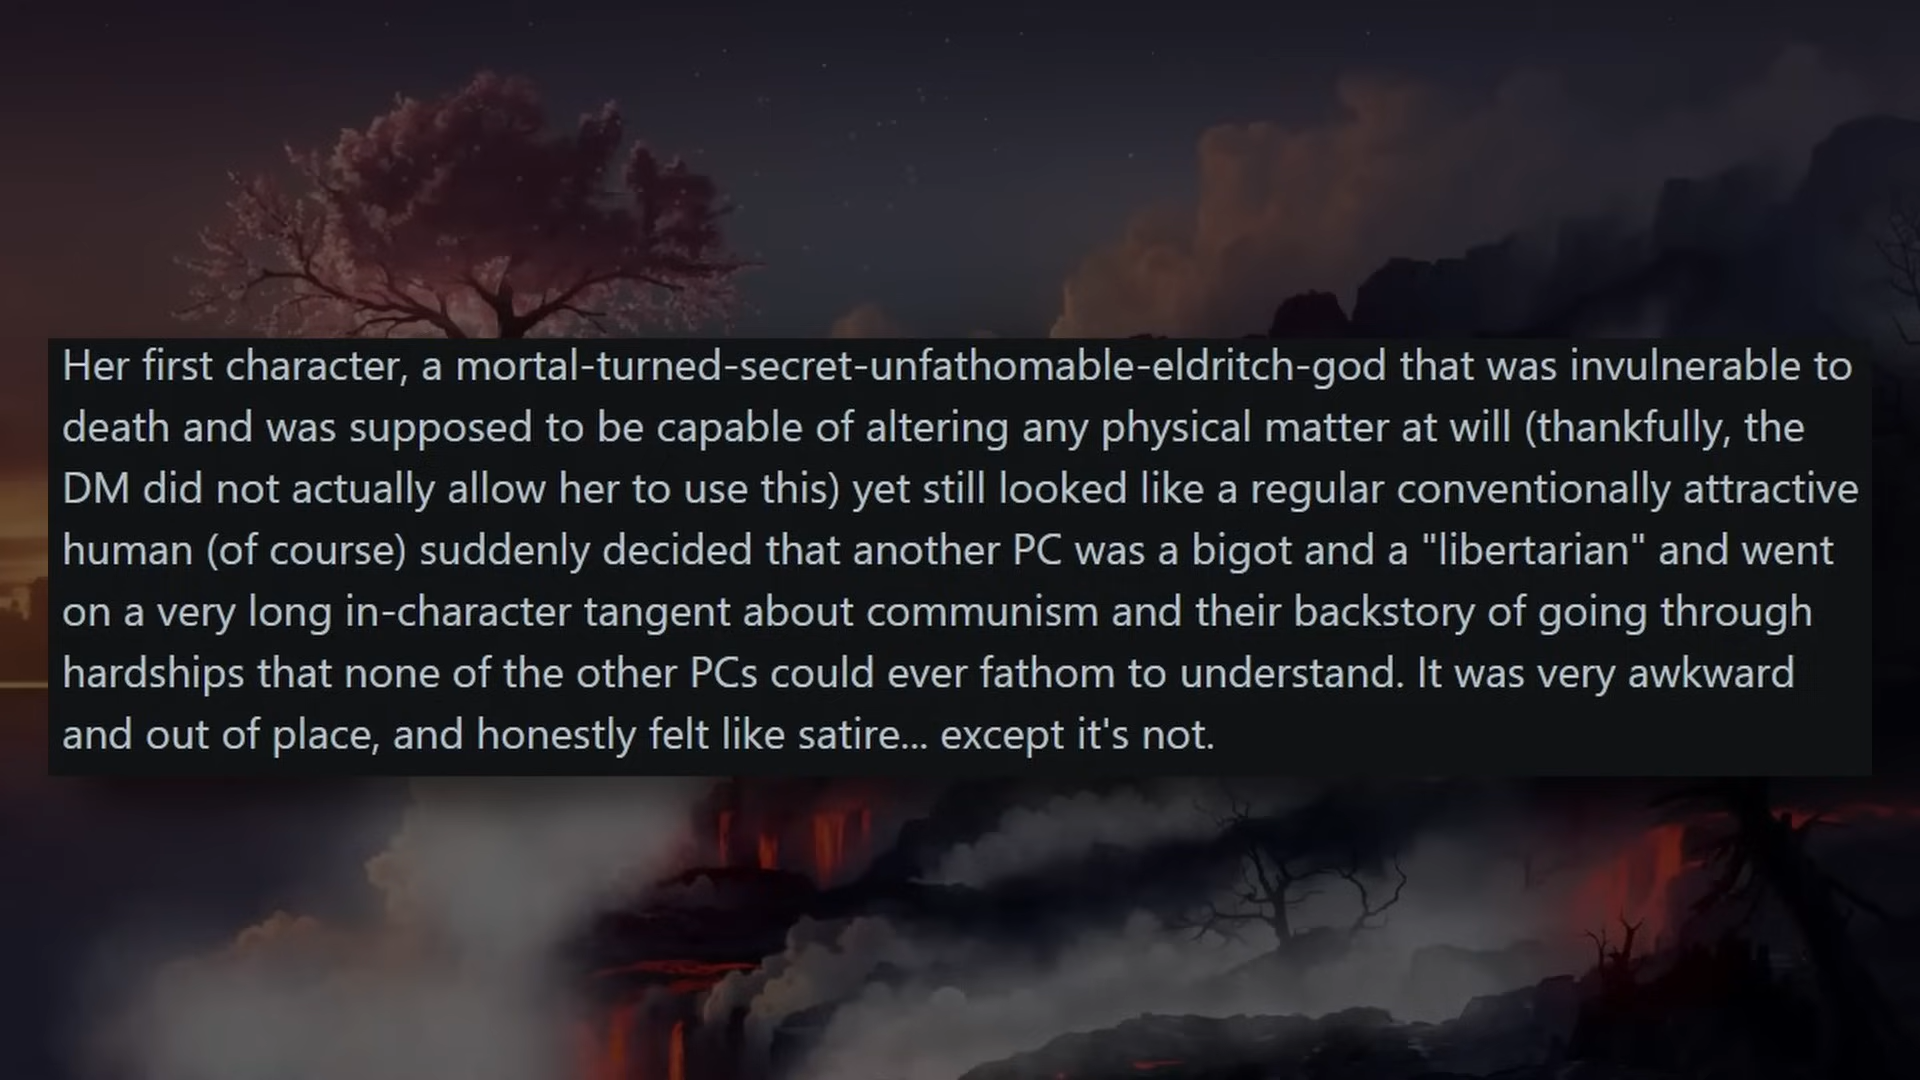 Her first character, a mortal-turned-secret-unfathomable-eldritch-god that was invulnerable to
death and was supposed to be capable of altering any physical matter at will (thankfully, the
DM did not actually allow her to use this) yet still looked like a regular conventionally attractive
human (of course) suddenly decided that another PC was a bigot and a "libertarian" and went
on a very long in-character tangent about communism and their backstory of going through
hardships that none of the other PCs could ever fathom to understand. It was very awkward
and out of place, and honestly felt like satire... except it's not.